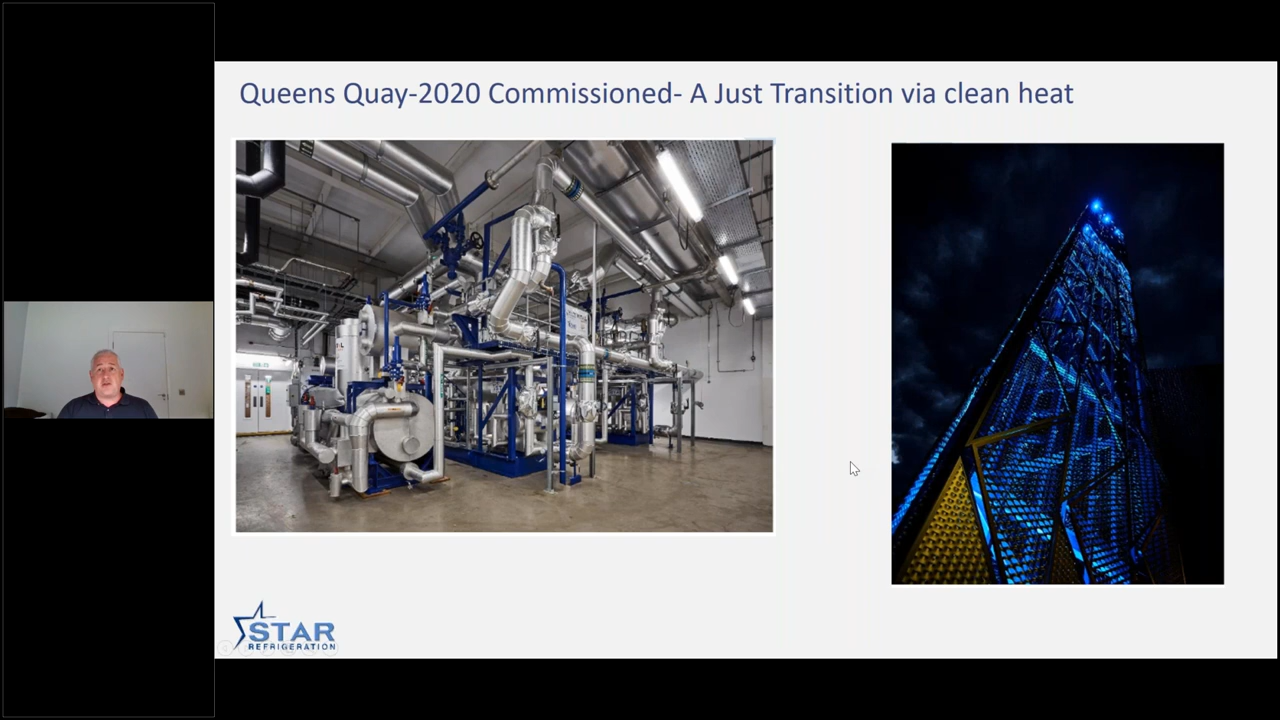 Queens Quay-2020 Commissioned- A Just Transition via clean heat
STAR
REFRIGERATION